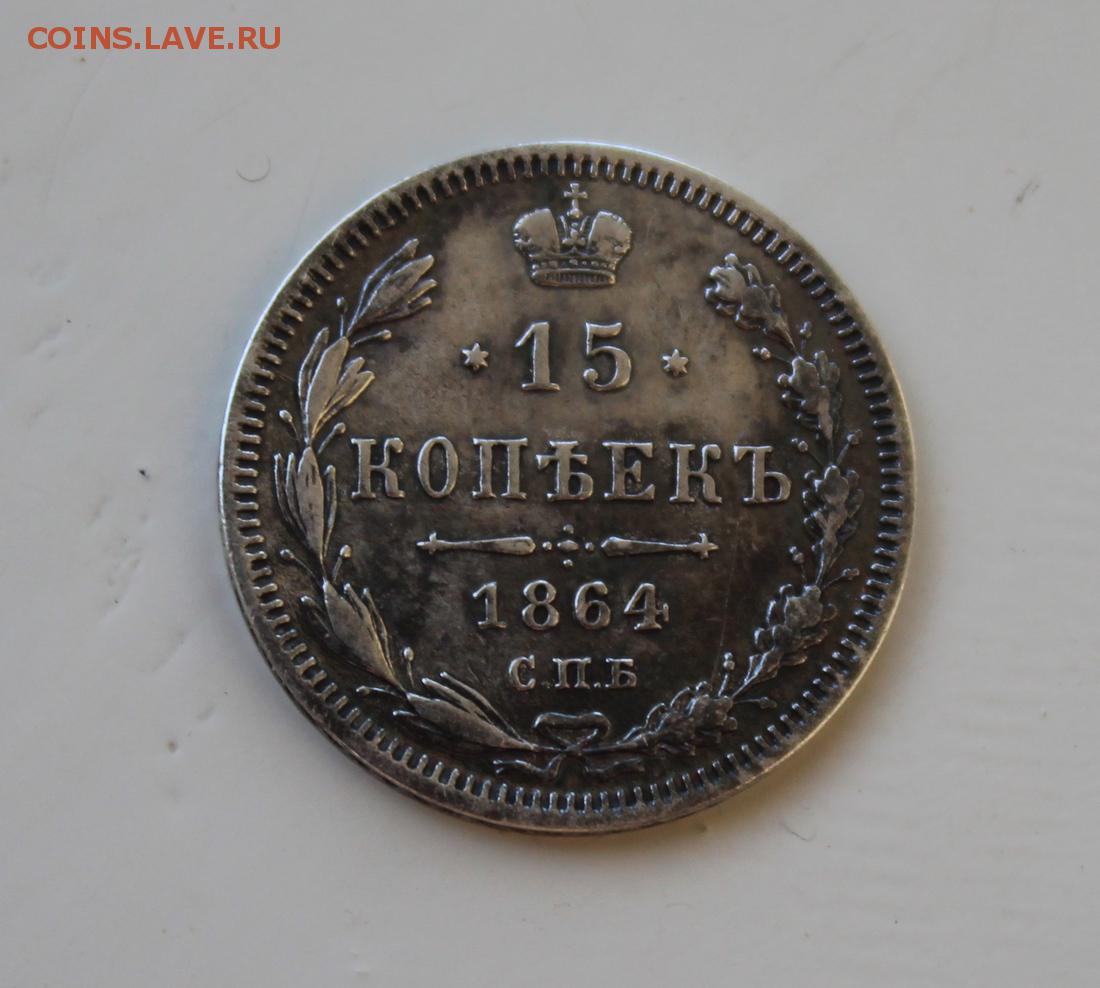 COINS.LAVE.RU
* 15 *
КОПѢЕКЪ
1864
С.П.Б